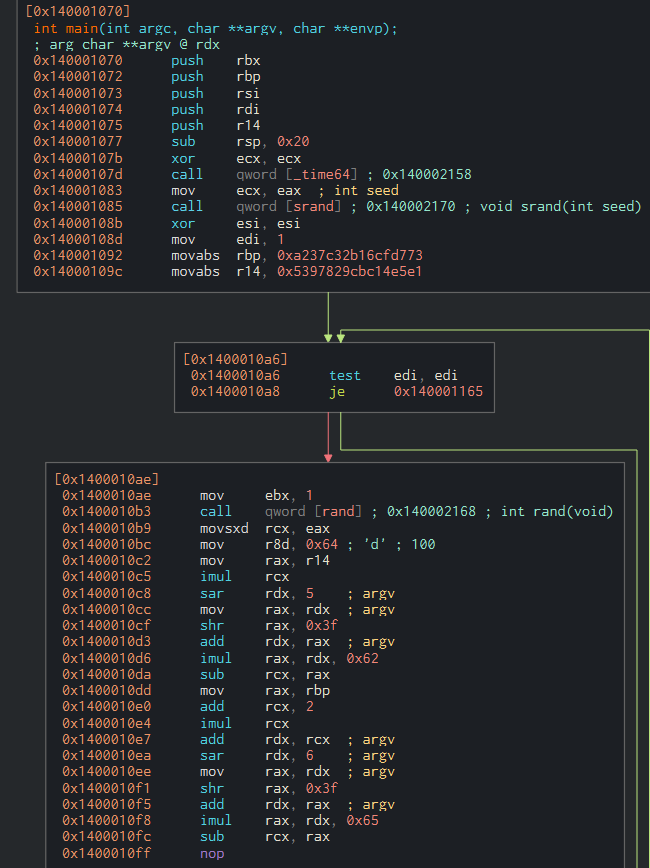 [0x140001070]
int main(int argc, char **argv, char **envp);
; arg char **argv @ rdx
0x140001070 push rbx
0x140001072 push rbp
0x140001073 push rsi
0x140001074 push rdi
0x140001075 push r14
0x140001077 sub rsp, 0x20
0x14000107b xor ecx, ecx
0x14000107d call qword [_time64] ; 0x140002158
0x140001083 mov ecx, eax ; int seed
0x140001085 call qword [srand] ; 0x140002170 ; void srand(int seed)
0x14000108b xor esi, esi
0x14000108d mov edi, 1
0x140001092 movabs rbp, 0xa237c32b16cfd773
0x14000109c movabs r14, 0x5397829cbc14e5e1
[0x1400010a6]
0x1400010a6 test edi, edi
0x1400010a8 je 0x140001165
[0x1400010ae]
0x1400010ae mov ebx, 1
0x1400010b3 call qword [rand] ; 0x140002168 ; int rand(void)
0x1400010b9 movsxd rcx, eax
0x1400010bc mov r8d, 0x64 ; 'd' ; 100
0x1400010c2 mov rax, r14
0x1400010c5 imul rcx
0x1400010c8 sar rdx, 5 ; argv
0x1400010cc mov rax, rdx ; argv
0x1400010cf shr rax, 0x3f
0x1400010d3 add rdx, rax ; argv
0x1400010d6 imul rax, rdx, 0x62
0x1400010da sub rcx, rax
0x1400010dd mov rax, rbp
0x1400010e0 add rcx, 2
0x1400010e4 imul rcx
0x1400010e7 add rdx, rcx ; argv
0x1400010ea sar rdx, 6 ; argv
0x1400010ee mov rax, rdx ; argv
0x1400010f1 shr rax, 0x3f
0x1400010f5 add rdx, rax ; argv
0x1400010f8 imul rax, rdx, 0x65
0x1400010fc sub rcx, rax
0x1400010ff nop